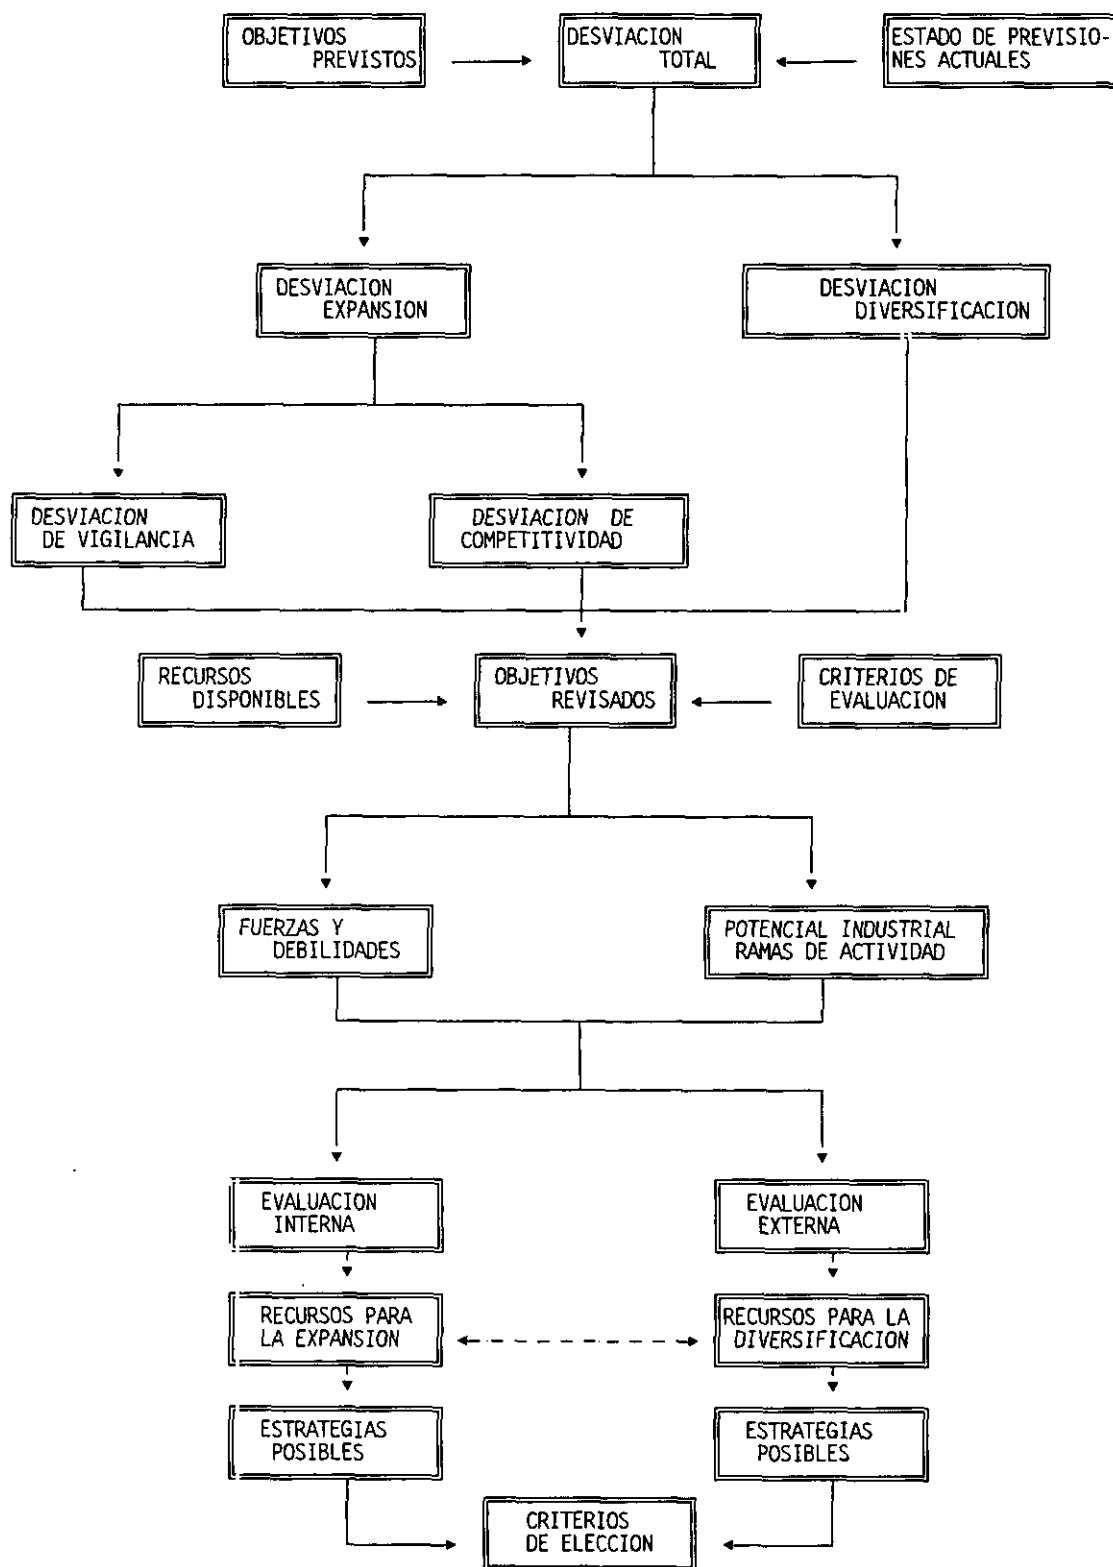 OBJETIVOS
PREVISTOS
DESVIACION
TOTAL
ESTADO DE PREVISIO-
NES ACTUALES
DESVIACION
EXPANSION
DESVIACION
DIVERSIFICACION
DESVIACION
DE VIGILANCIA
DESVIACION DE
COMPETITIVIDAD
RECURSOS
DISPONIBLES
OBJETIVOS
REVISADOS
CRITERIOS DE
EVALUACION
FUERZAS Y
DEBILIDADES
POTENCIAL INDUSTRIAL
RAMAS DE ACTIVIDAD
EVALUACION
INTERNA
EVALUACION
EXTERNA
RECURSOS PARA
LA EXPANSION
RECURSOS PARA LA
DIVERSIFICACION
ESTRATEGIAS
POSIBLES
ESTRATEGIAS
POSIBLES
CRITERIOS
DE ELECCION